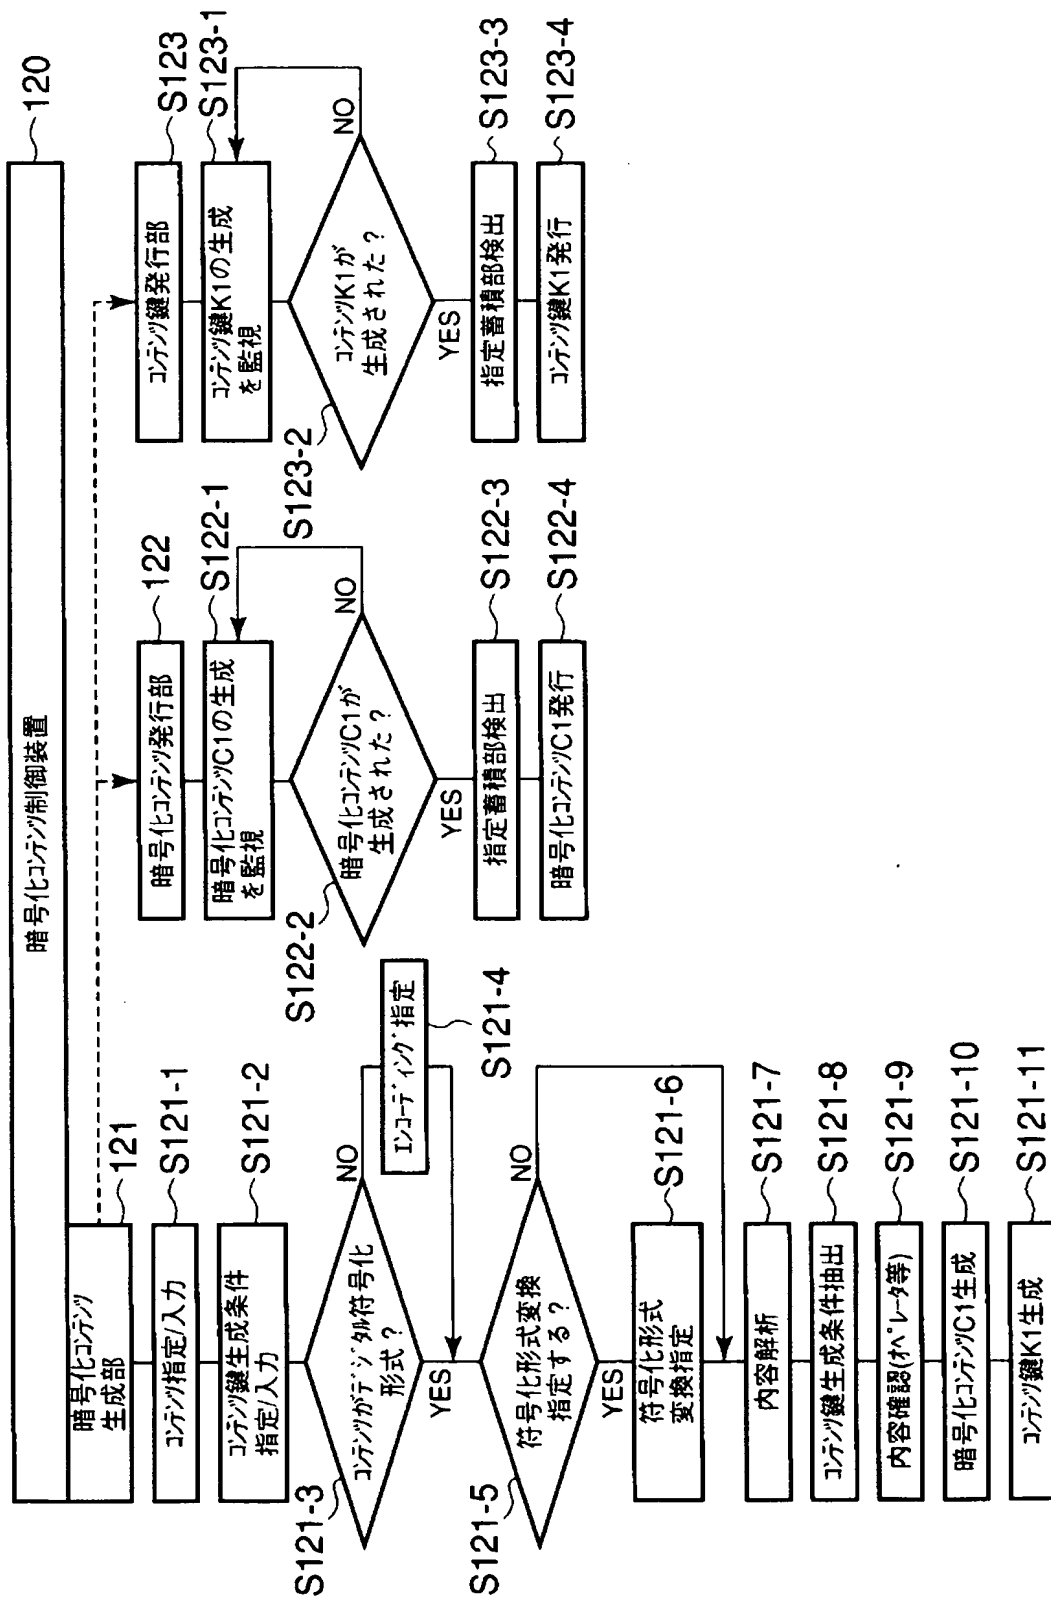 暗号化コンテンツ制御装置
120
暗号化コンテンツ
生成部
121
コンテンツ指定/入力
S121-1
コンテンツ鍵生成条件
指定/入力
S121-2
コンテンツがデジタル符号化
形式?
S121-3
NO
YES
エンコーディング指定
S121-4
符号化形式変換
指定する?
S121-5
NO
YES
符号化形式
変換指定
S121-6
内容解析
S121-7
コンテンツ鍵生成条件抽出
S121-8
内容確認(オペレータ等)
S121-9
暗号化コンテンツC1生成
S121-10
コンテンツ鍵K1生成
S121-11
暗号化コンテンツ発行部
122
暗号化コンテンツC1の生成
を監視
S122-1
暗号化コンテンツC1が
生成された?
S122-2
NO
YES
指定蓄積部検出
S122-3
暗号化コンテンツC1発行
S122-4
コンテンツ鍵発行部
S123
コンテンツ鍵K1の生成
を監視
S123-1
コンテンツK1が
生成された?
S123-2
NO
YES
指定蓄積部検出
S123-3
コンテンツ鍵K1発行
S123-4